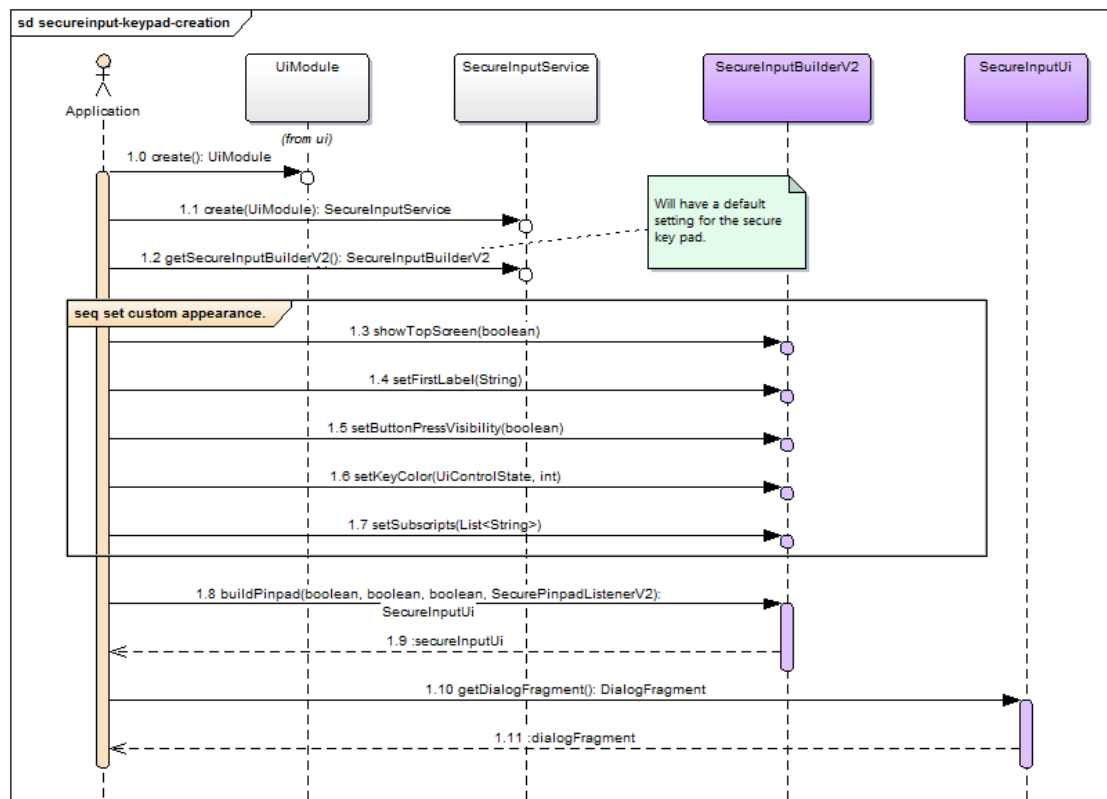 sd secureinput-keypad-creation
Application
UiModule
SecureInputService
SecureInputBuilderV2
SecureInputUi
(from ui)
1.0 create(): UiModule
1.1 create(UiModule): SecureInputService
Will have a default
setting for the secure
key pad.
1.2 getSecureInputBuilderV2(): SecureInputBuilderV2
seq set custom appearance.
1.3 showTopScreen(boolean)
1.4 setFirstLabel(String)
1.5 setButtonPressVisibility(boolean)
1.6 setKeyColor(UiControlState, int)
1.7 setSubscripts(List<String>)
1.8 buildPinpad(boolean, boolean, boolean, SecurePinpadListenerV2):
SecureInputUi
1.9 :secureInputUi
1.10 getDialogFragment(): DialogFragment
1.11 :dialogFragment